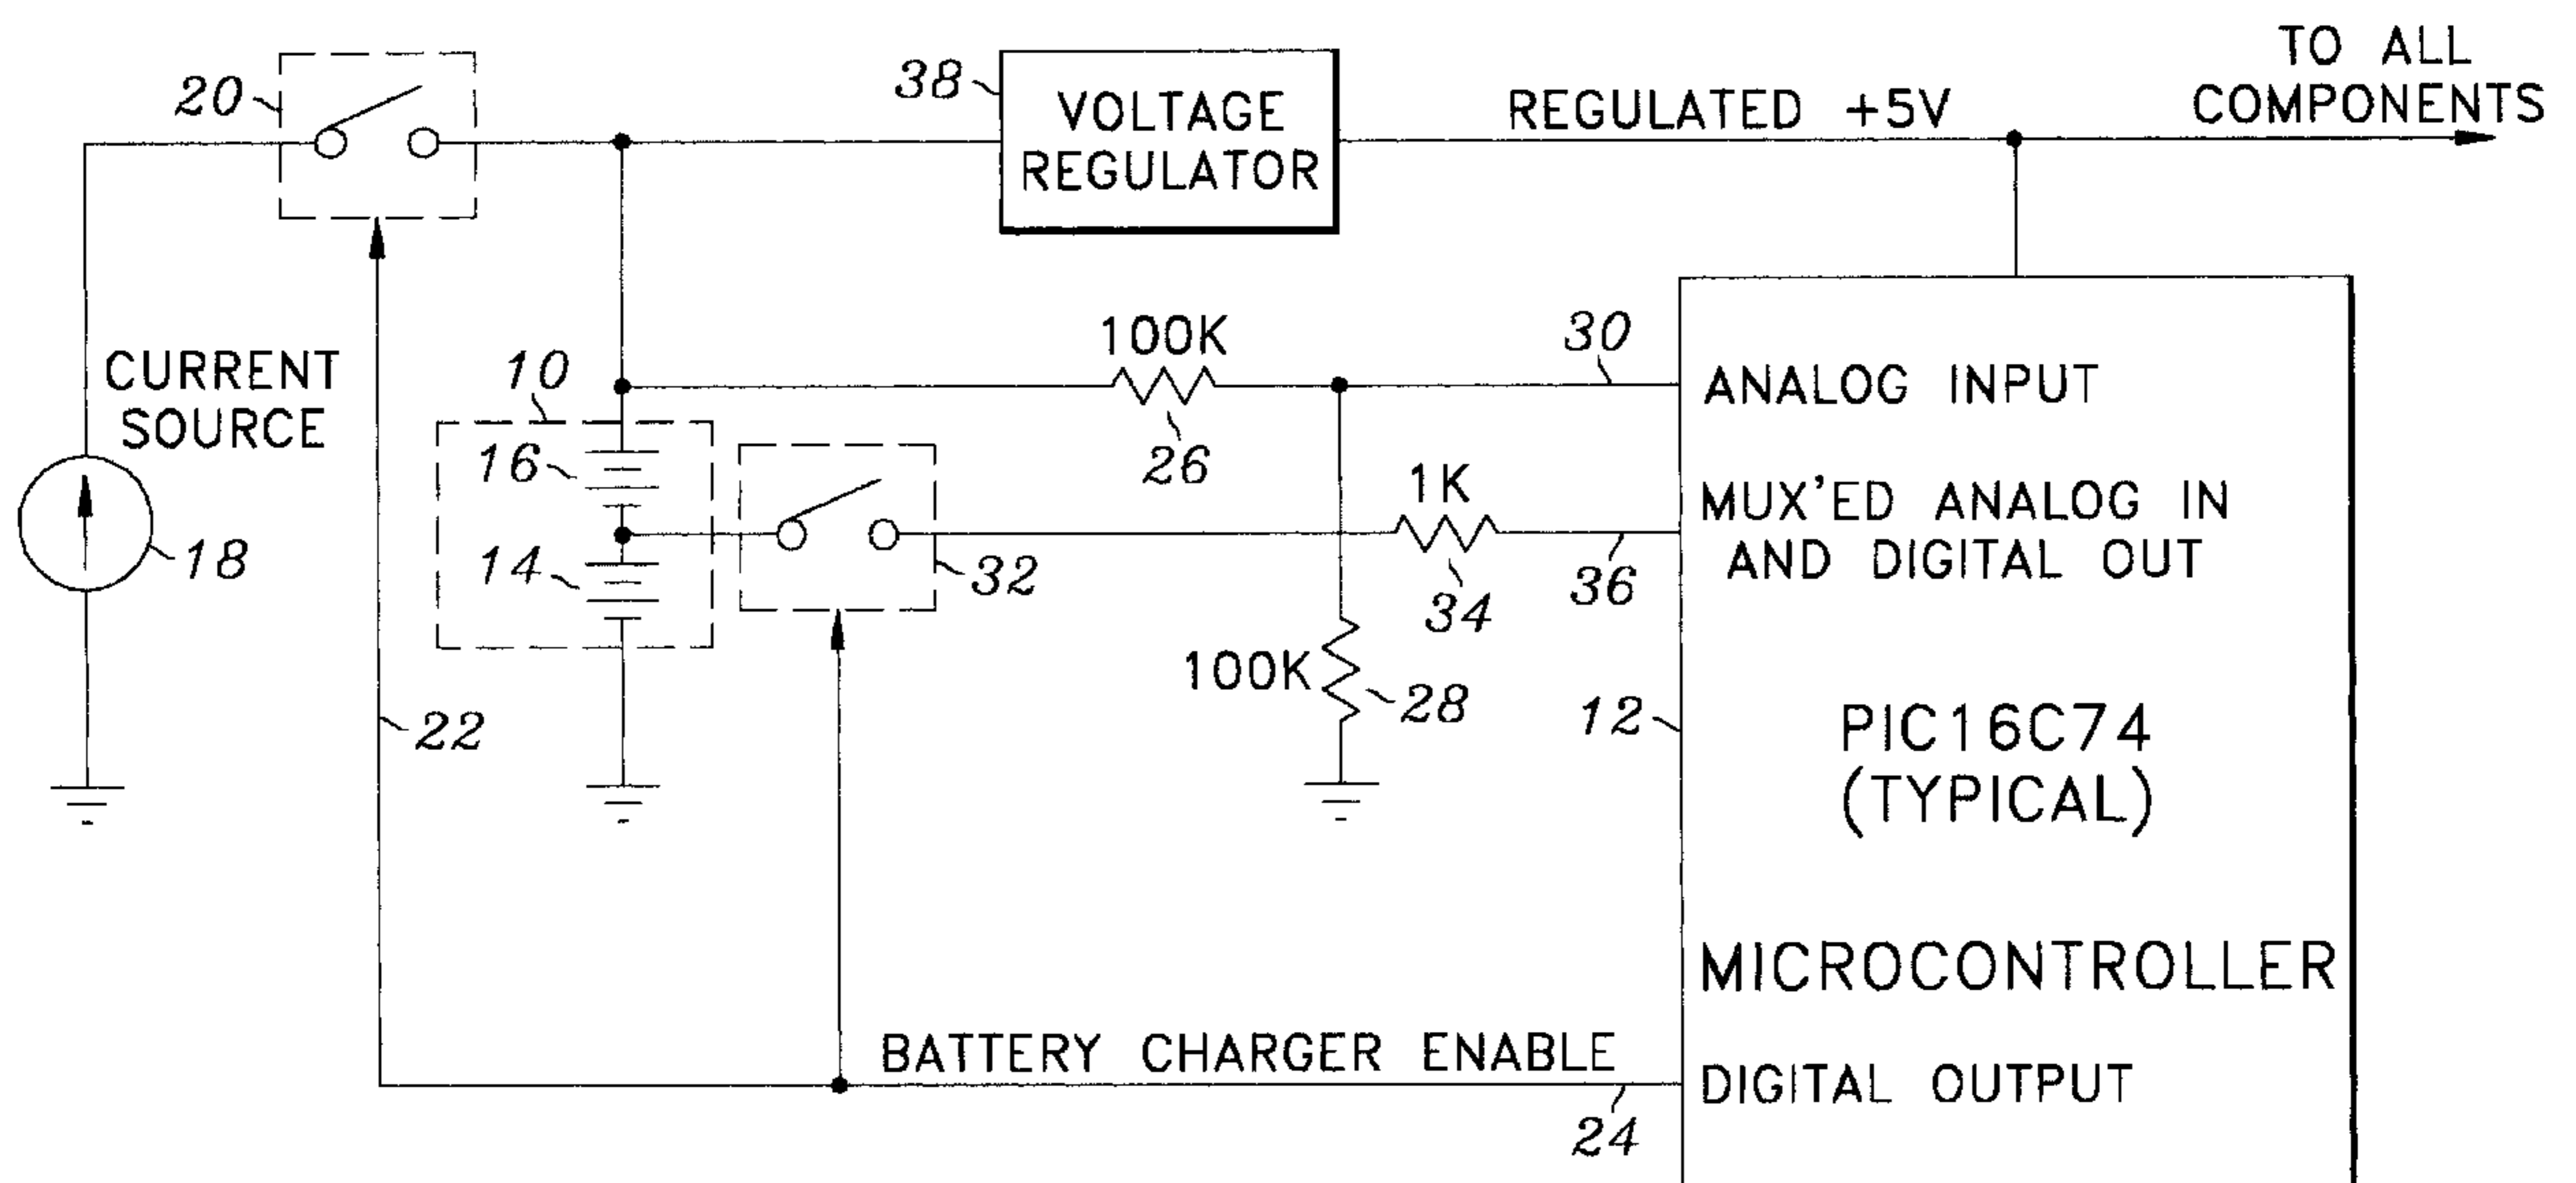 TO ALL
COMPONENTS
20
38
VOLTAGE
REGULATOR
REGULATED +5V
CURRENT
SOURCE
18
10
16
14
100K
26
30
ANALOG INPUT
32
1K
34
36
MUX'ED ANALOG IN
AND DIGITAL OUT
22
100K
28
12
PIC16C74
(TYPICAL)
MICROCONTROLLER
BATTERY CHARGER ENABLE
24
DIGITAL OUTPUT